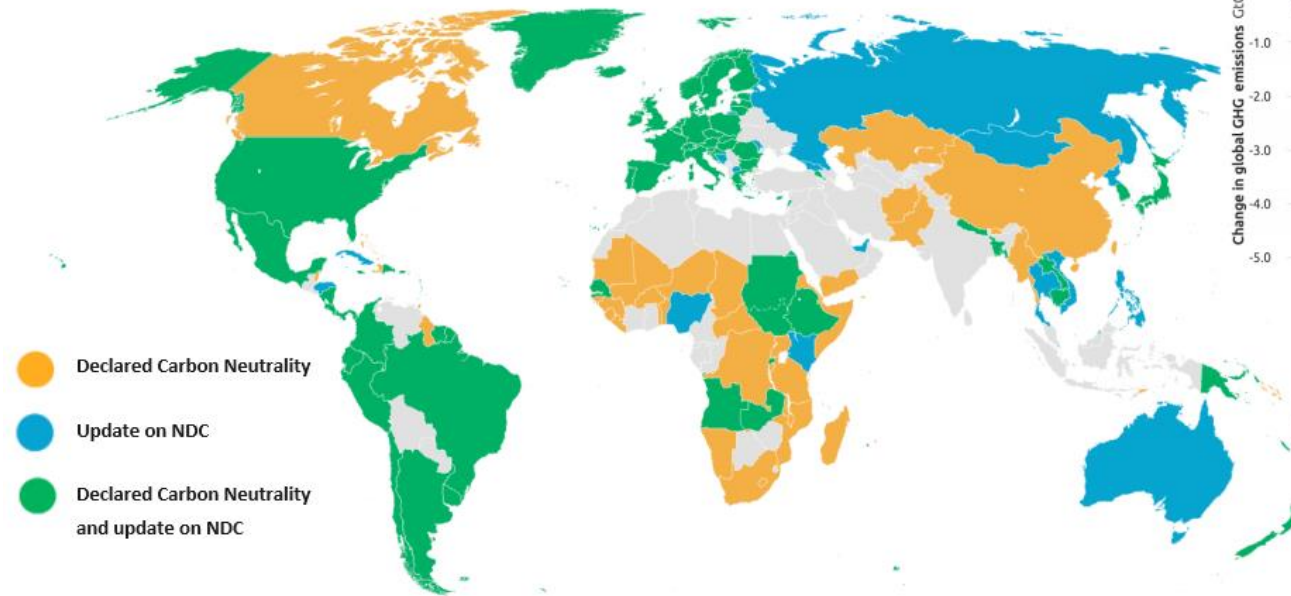 Declared Carbon Neutrality
Update on NDC
Declared Carbon Neutrality
and update on NDC
Change in global GHG emissions
-1.0
-2.0
-3.0
-4.0
-5.0